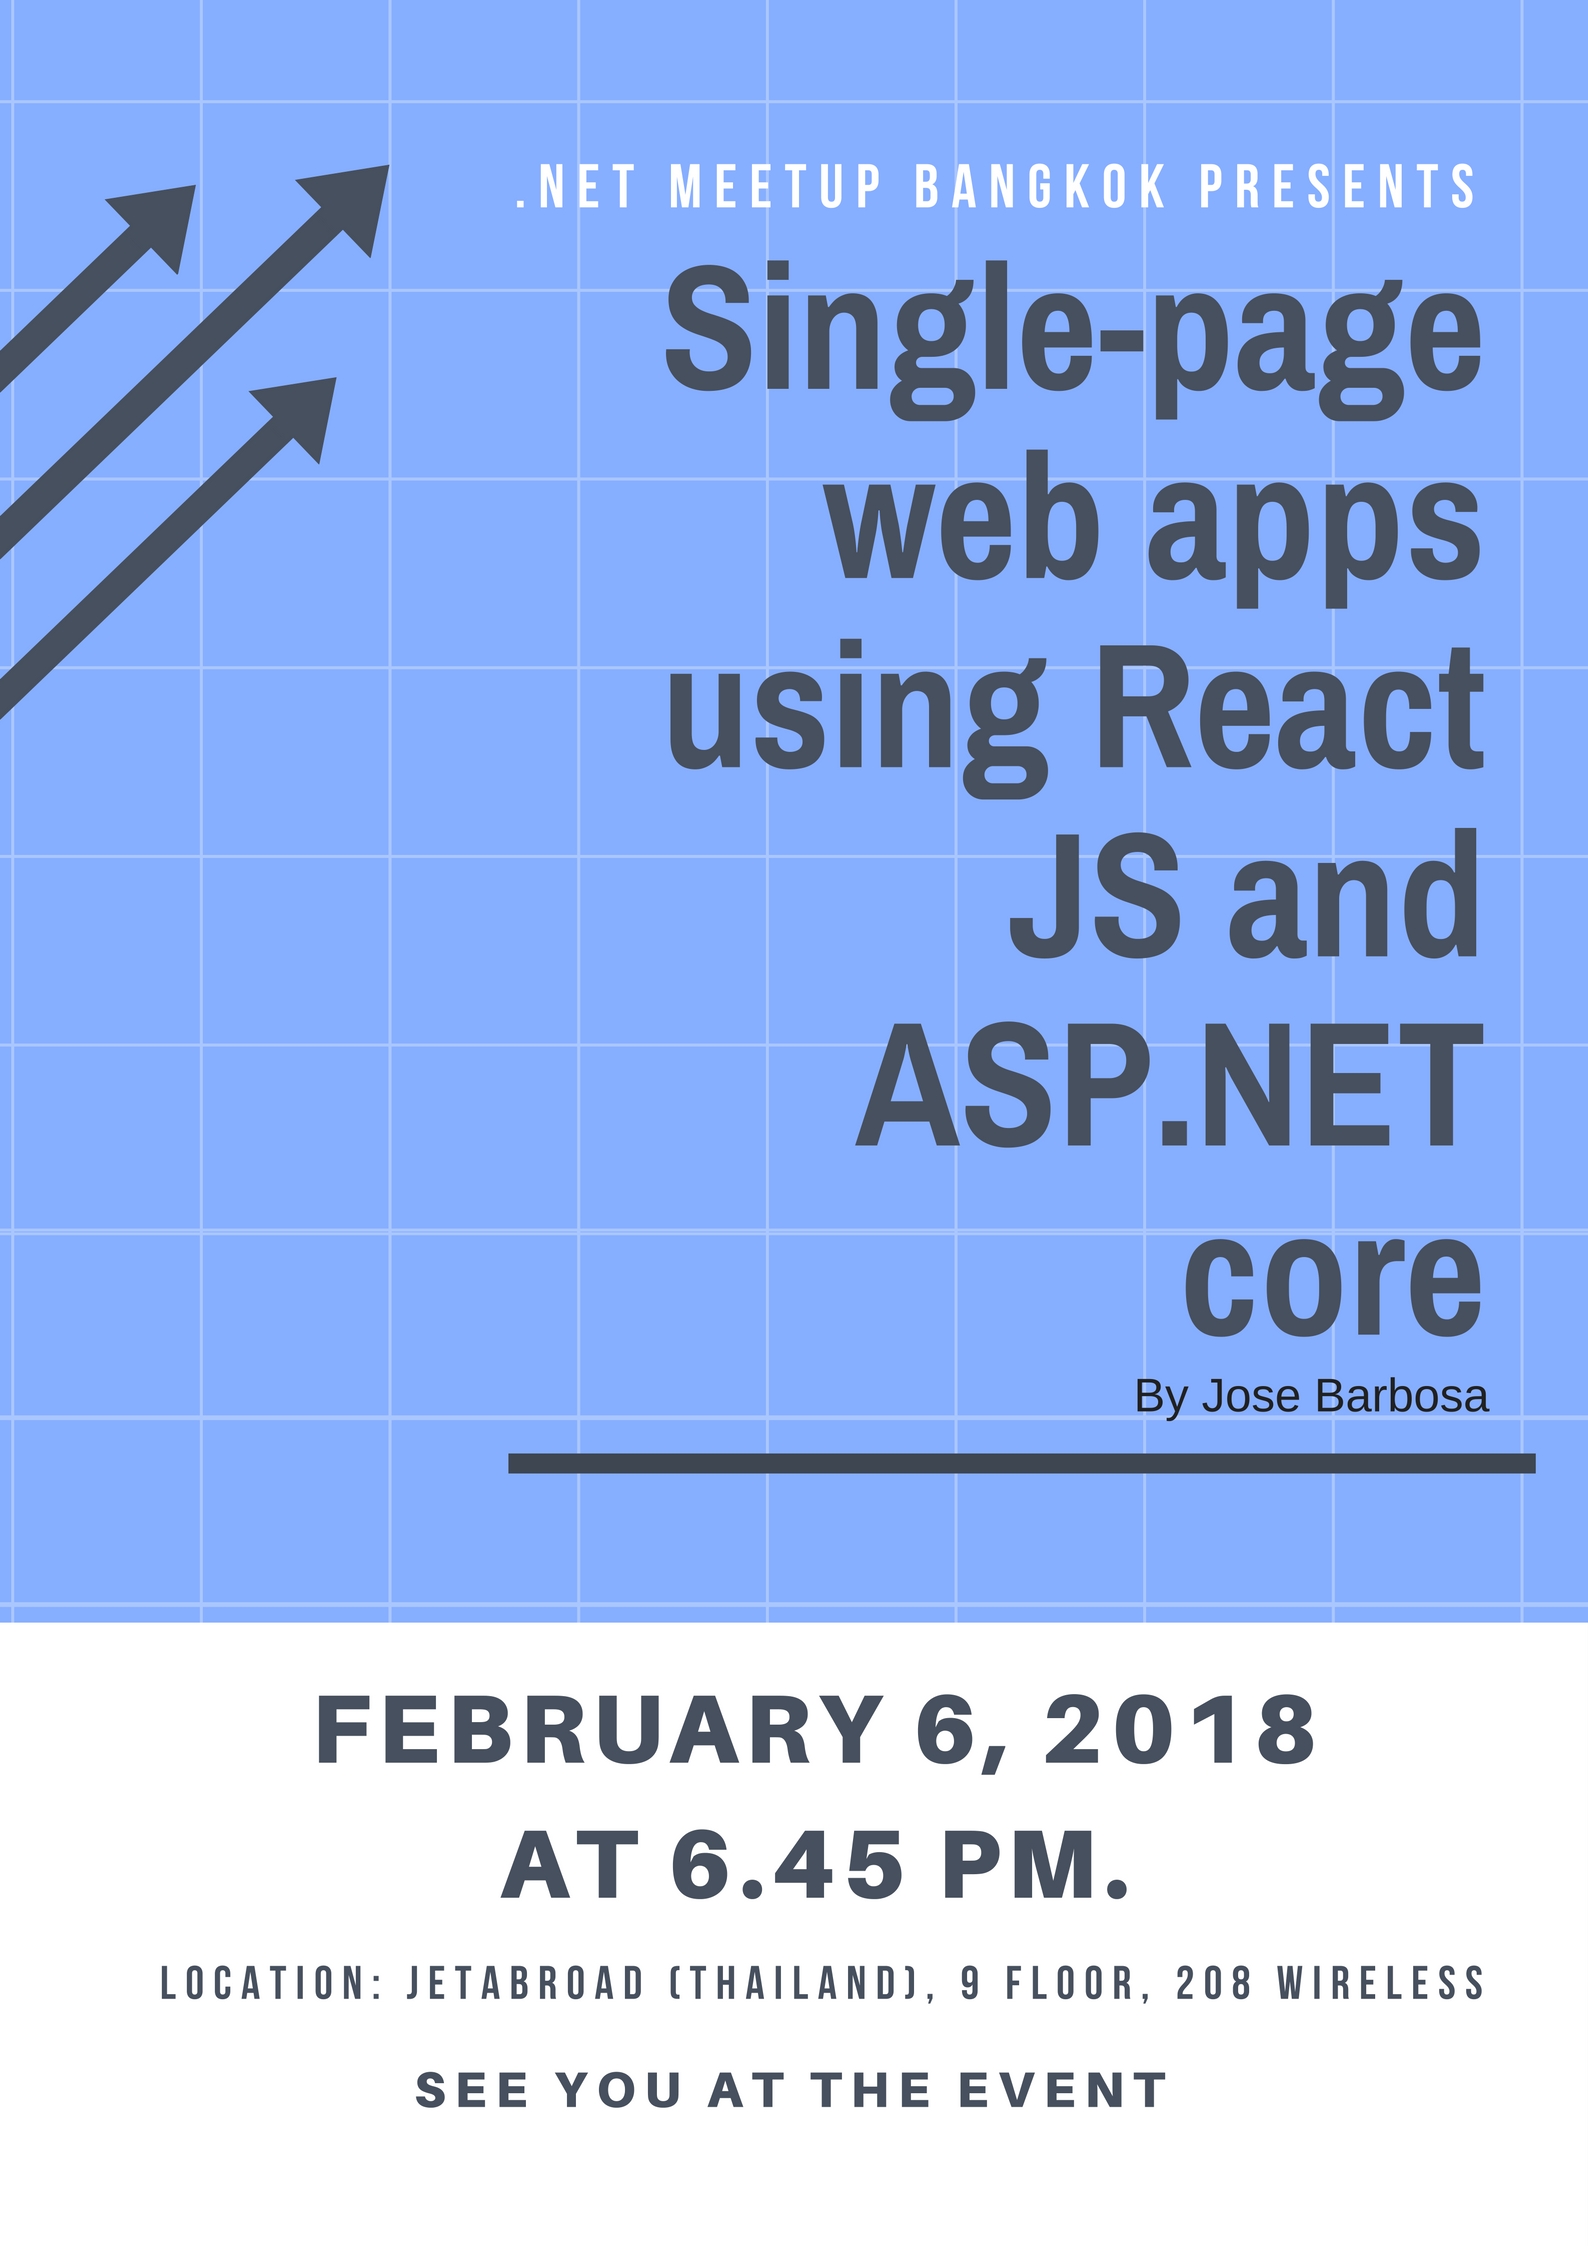 .NET MEETUP BANGKOK PRESENTS
Single-page
web apps
using React
JS and
ASP.NET
core
By Jose Barbosa
FEBRUARY 6, 2018
AT 6.45 PM.
LOCATION: JETABROAD (THAILAND), 9 FLOOR, 208 WIRELESS
SEE YOU AT THE EVENT